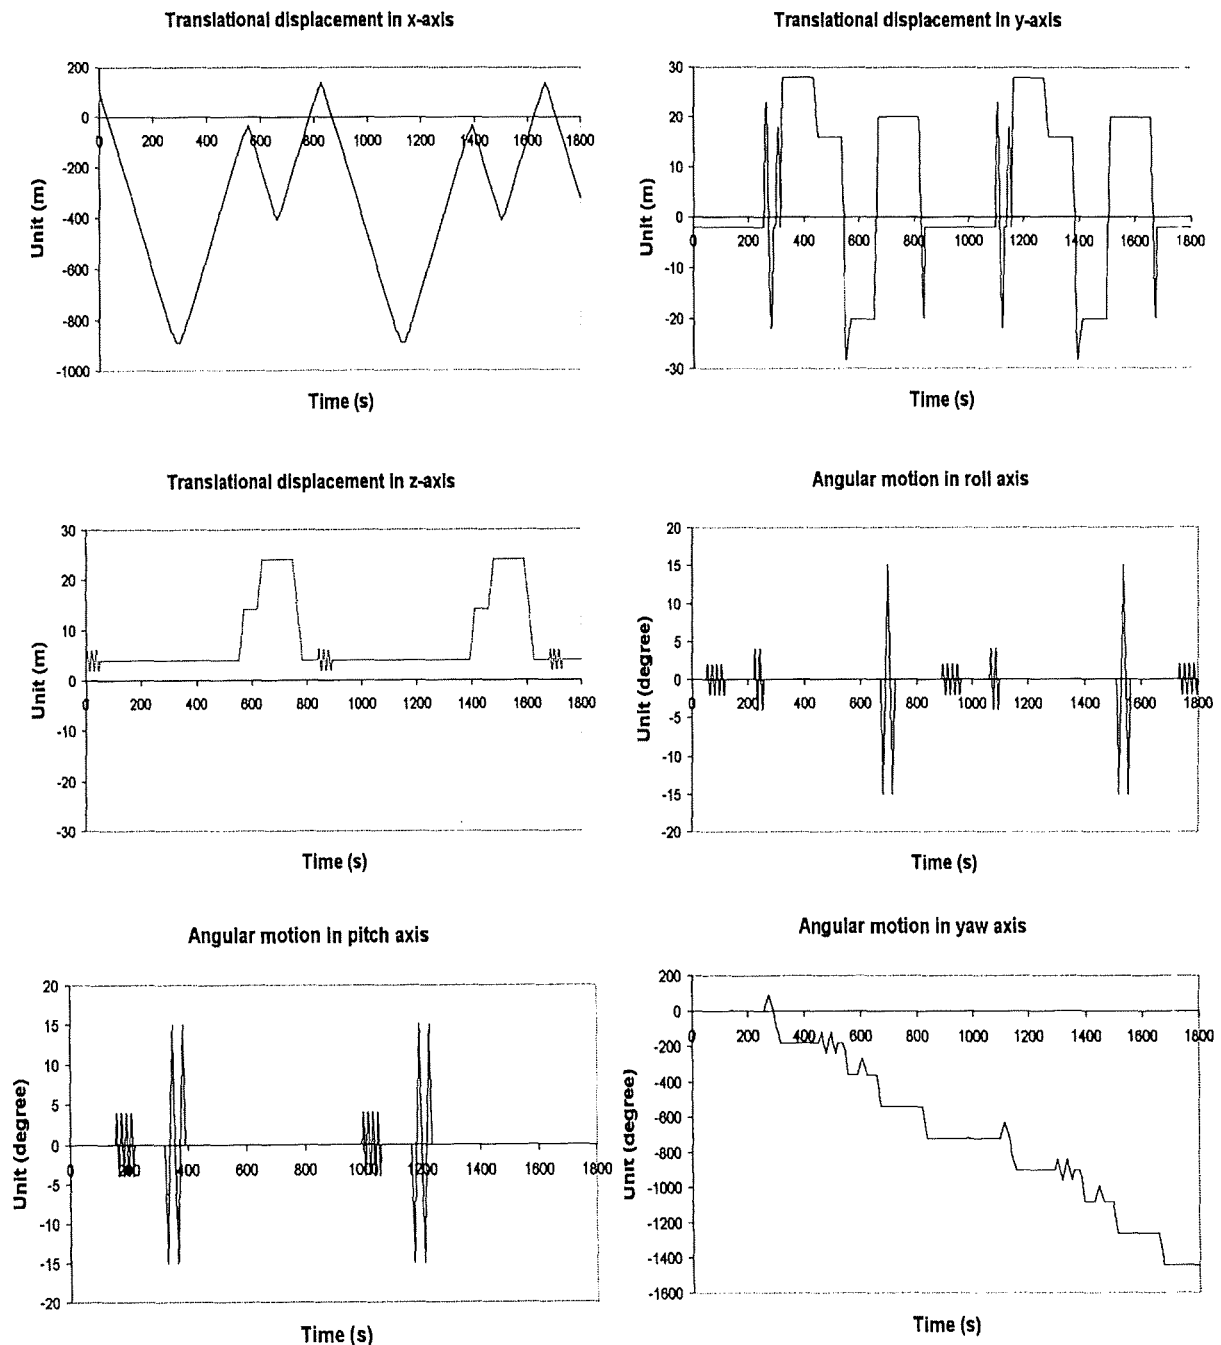 Translational displacement in x-axis
200
0
-200
-400
-600
-800
-1000
0 200 400 600 800 1000 1200 1400 1600 1800
Unit (m)
Time (s)
Translational displacement in y-axis
30
20
10
0
-10
-20
-30
0 200 400 600 800 1000 1200 1400 1600 1800
Unit (m)
Time (s)
Translational displacement in z-axis
30
20
10
0
-10
-20
-30
0 200 400 600 800 1000 1200 1400 1600 1800
Unit (m)
Time (s)
Angular motion in roll axis
20
15
10
5
0
-5
-10
-15
-20
0 200 400 600 800 1000 1200 1400 1600 1800
Unit (degree)
Time (s)
Angular motion in pitch axis
20
15
10
5
0
-5
-10
-15
-20
0 200 400 600 800 1000 1200 1400 1600 1800
Unit (degree)
Time (s)
Angular motion in yaw axis
200
0
-200
-400
-600
-800
-1000
-1200
-1400
-1600
0 200 400 600 800 1000 1200 1400 1600 1800
Unit (degree)
Time (s)